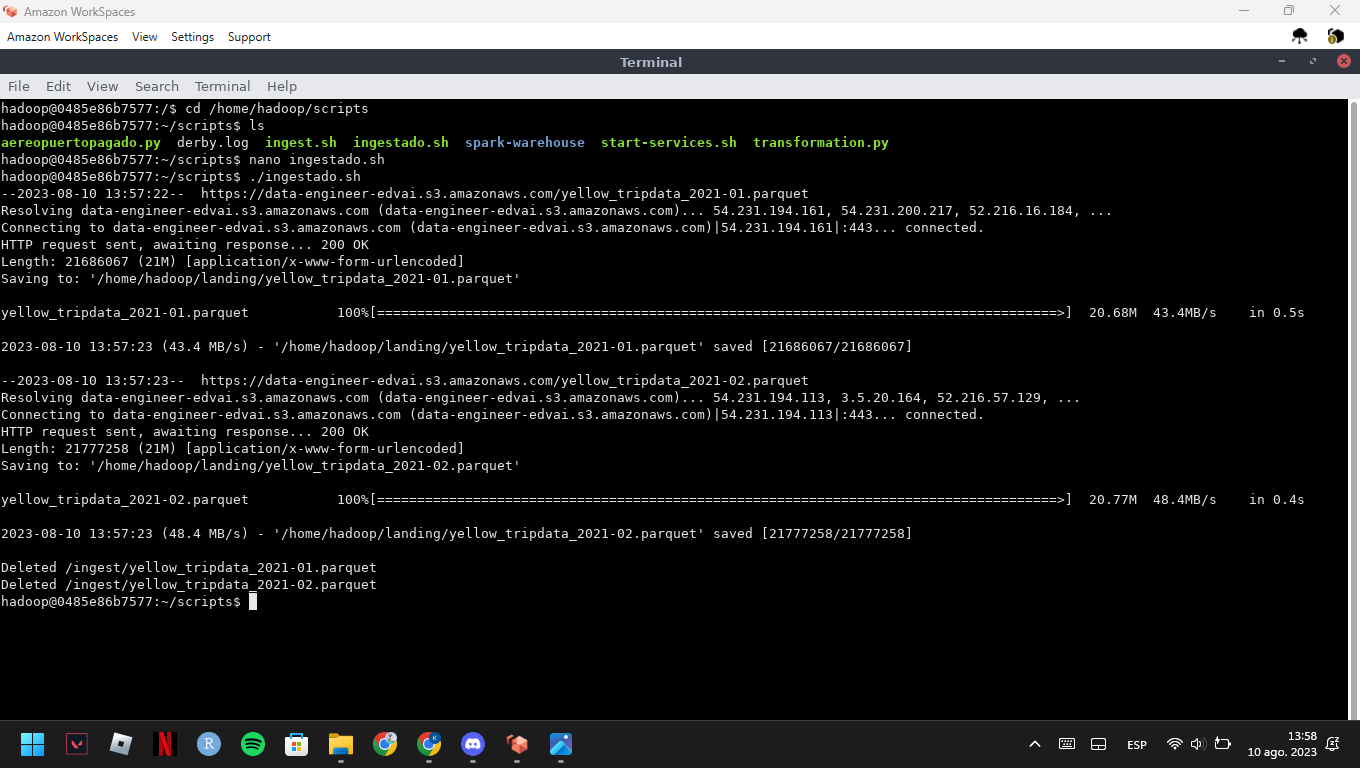 Amazon WorkSpaces
Amazon WorkSpaces View Settings Support
Terminal
File Edit View Search Terminal Help
hadoop@0485e86b7577:/$ cd /home/hadoop/scripts
hadoop@0485e86b7577:~/scripts$ ls
aereopuertopagado.py  derby.log  ingest.sh  ingestado.sh  spark-warehouse  start-services.sh  transformation.py
hadoop@0485e86b7577:~/scripts$ nano ingestado.sh
hadoop@0485e86b7577:~/scripts$ ./ingestado.sh
--2023-08-10 13:57:22--  https://data-engineer-edvai.s3.amazonaws.com/yellow_tripdata_2021-01.parquet
Resolving data-engineer-edvai.s3.amazonaws.com (data-engineer-edvai.s3.amazonaws.com)... 54.231.194.161, 54.231.200.217, 52.216.16.184, ...
Connecting to data-engineer-edvai.s3.amazonaws.com (data-engineer-edvai.s3.amazonaws.com)|54.231.194.161|:443... connected.
HTTP request sent, awaiting response... 200 OK
Length: 21686067 (21M) [application/x-www-form-urlencoded]
Saving to: '/home/hadoop/landing/yellow_tripdata_2021-01.parquet'
yellow_tripdata_2021-01.parquet           100%[=====================================================================================>]  20.68M  43.4MB/s    in 0.5s
2023-08-10 13:57:23 (43.4 MB/s) - '/home/hadoop/landing/yellow_tripdata_2021-01.parquet' saved [21686067/21686067]
--2023-08-10 13:57:23--  https://data-engineer-edvai.s3.amazonaws.com/yellow_tripdata_2021-02.parquet
Resolving data-engineer-edvai.s3.amazonaws.com (data-engineer-edvai.s3.amazonaws.com)... 54.231.194.113, 3.5.20.164, 52.216.57.129, ...
Connecting to data-engineer-edvai.s3.amazonaws.com (data-engineer-edvai.s3.amazonaws.com)|54.231.194.113|:443... connected.
HTTP request sent, awaiting response... 200 OK
Length: 21777258 (21M) [application/x-www-form-urlencoded]
Saving to: '/home/hadoop/landing/yellow_tripdata_2021-02.parquet'
yellow_tripdata_2021-02.parquet           100%[=====================================================================================>]  20.77M  48.4MB/s    in 0.4s
2023-08-10 13:57:23 (48.4 MB/s) - '/home/hadoop/landing/yellow_tripdata_2021-02.parquet' saved [21777258/21777258]
Deleted /ingest/yellow_tripdata_2021-01.parquet
Deleted /ingest/yellow_tripdata_2021-02.parquet
hadoop@0485e86b7577:~/scripts$
ESP
13:58
10 ago. 2023